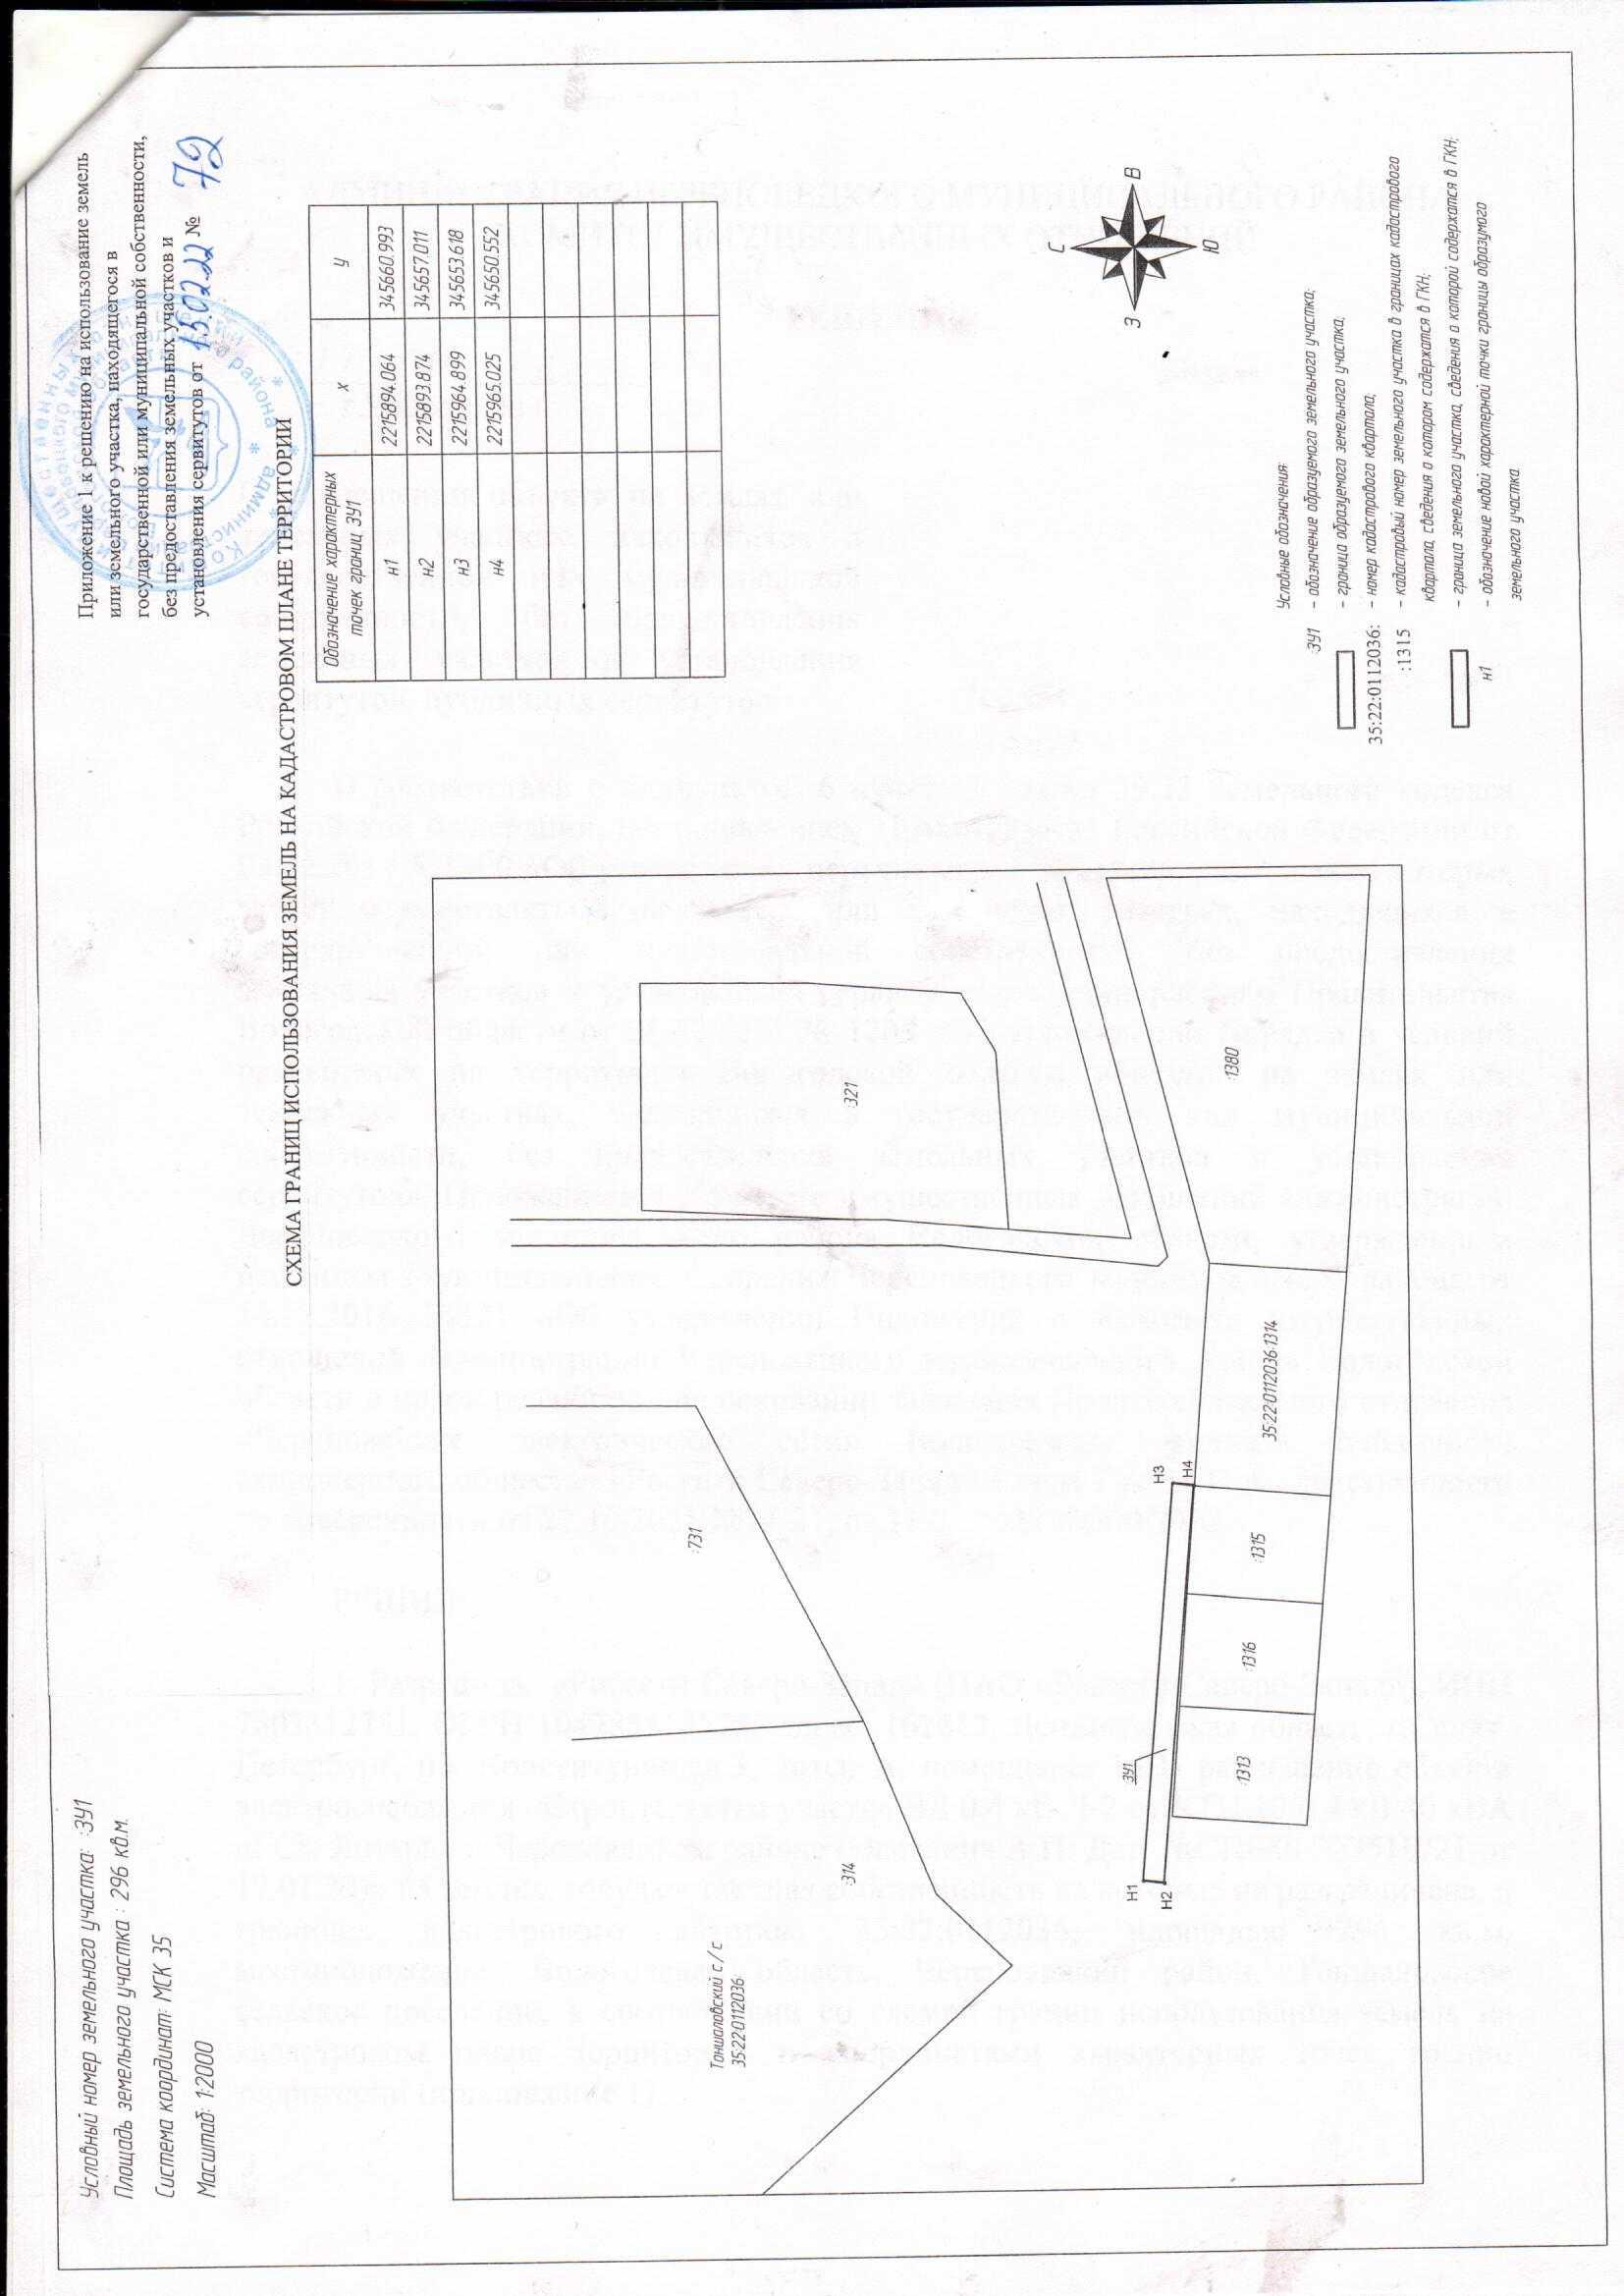 Условный номер земельного участка: :ЗУ1
Площадь земельного участка : 296 кв.м.
Система координат: МСК 35
Масштаб: 1:2000
Приложение 1 к решению на использование земель
или земельного участка, находящегося в
государственной или муниципальной собственности,
без предоставления земельных участков и
установления сервитутов от 15.02.22 № 72
СХЕМА ГРАНИЦ ИСПОЛЬЗОВАНИЯ ЗЕМЕЛЬ НА КАДАСТРОВОМ ПЛАНЕ ТЕРРИТОРИИ
Обозначение характерных точек границ ЗУ1 x y
н1 2215894.064 345660.993
н2 2215893.874 345657.011
н3 2215964.899 345653.618
н4 2215965.025 345650.552
:731
:321
:314
Тоншаловский с/с
35:22:0112036:
С
В
Ю
З
:1380
35:22:0112036:1314
Н1
Н2
ЗУ1
Н3
Н4
:1313
:1316
:1315
Условные обозначения:
:ЗУ1 – обозначение образуемого земельного участка;
– граница образуемого земельного участка;
35:22:0112036: – номер кадастрового квартала;
:1315 – кадастровый номер земельного участка в границах кадастрового
квартала, сведения о котором содержатся в ГКН;
– граница земельного участка, сведения о которой содержатся в ГКН;
н1 – обозначение новой характерной точки границы образуемого
земельного участка